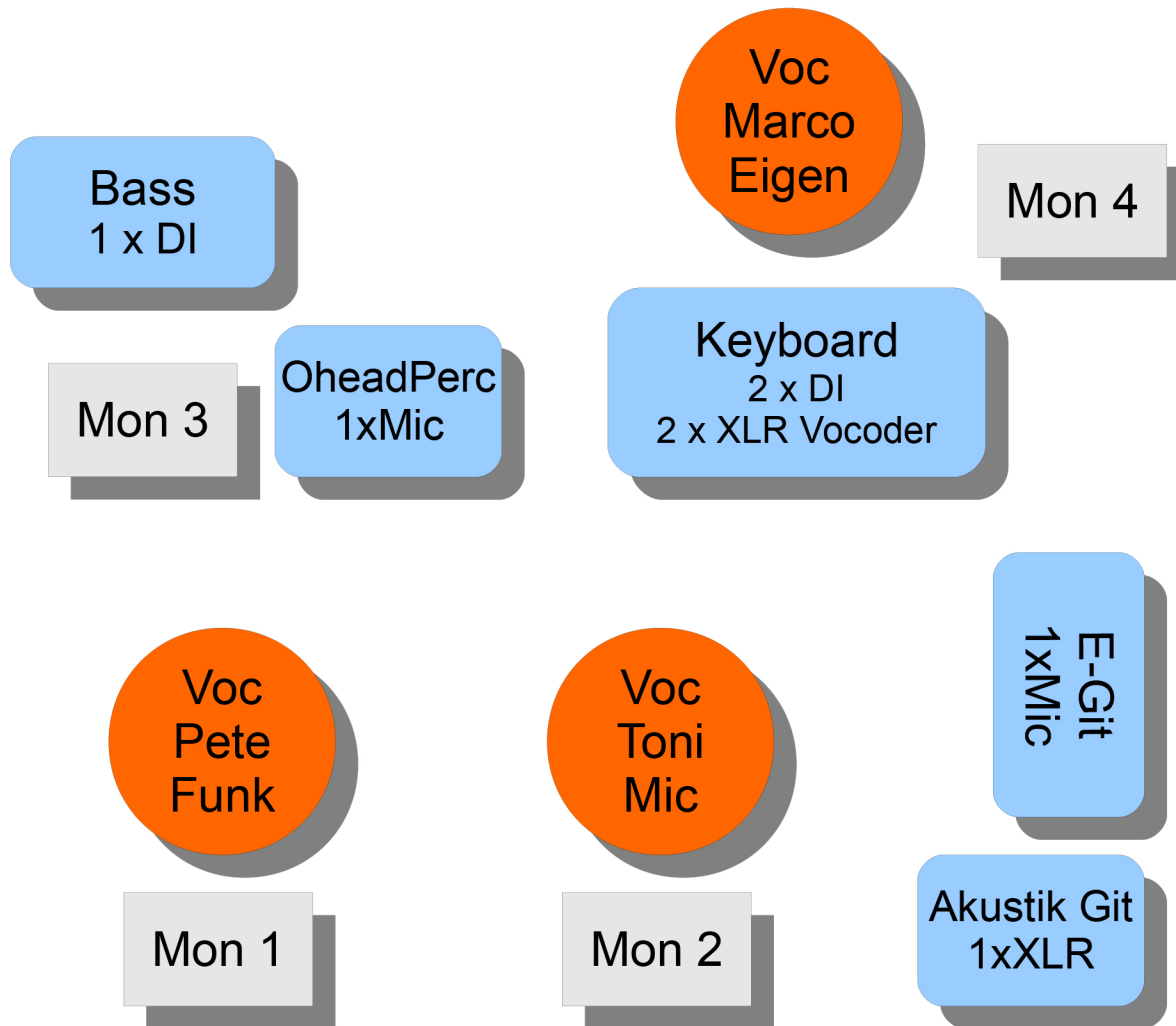 Voc
Marco
Eigen
Bass
1 x DI
Mon 4
Keyboard
2 x DI
2 x XLR Vocoder
OheadPerc
1xMic
Mon 3
E-Git
1xMic
Voc
Pete
Funk
Voc
Toni
Mic
Akustik Git
1xXLR
Mon 1
Mon 2